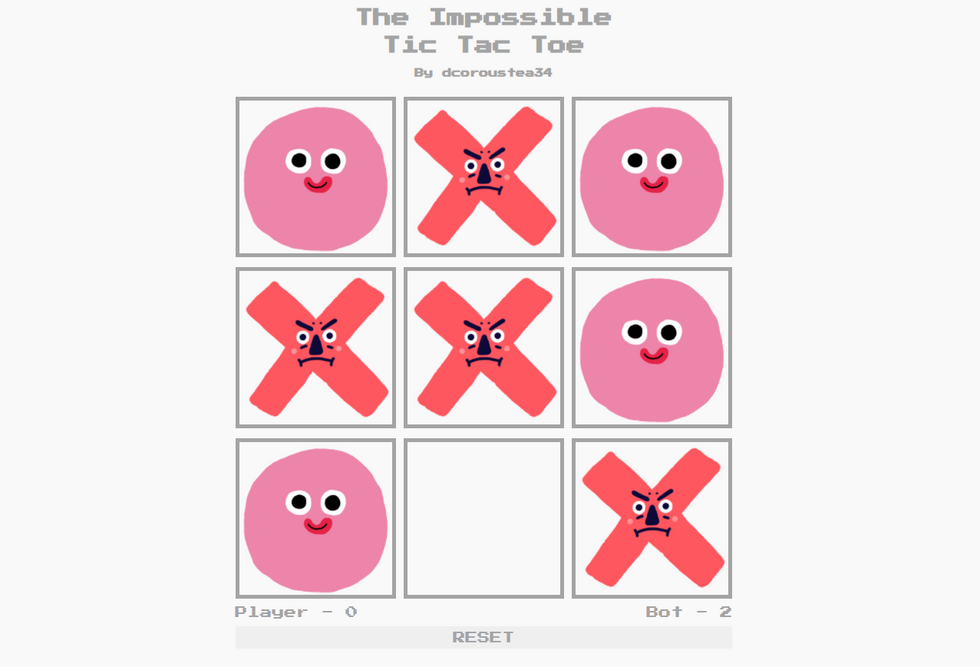 The Impossible
Tic Tac Toe
By dcoroustea34
Player - 0
Bot - 2
RESET